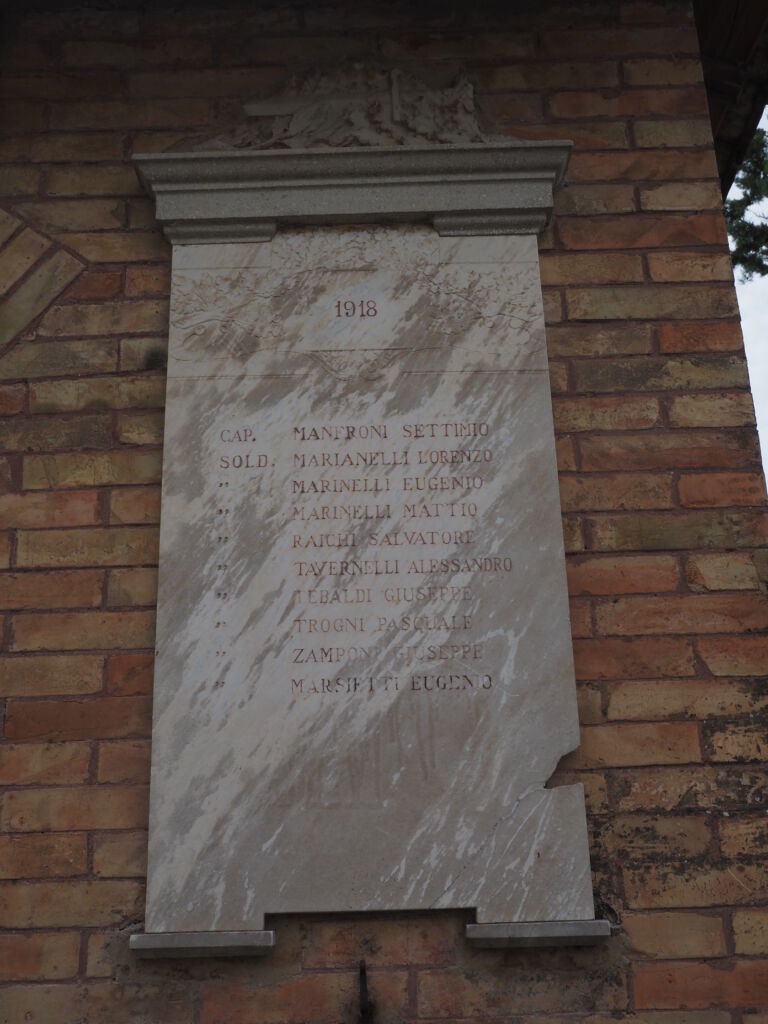 1918
CAP. MANFRONI SETTIMIO
SOLD. MARIANELLI LORENZO
" MARINELLI EUGENIO
" MARINELLI MATTIO
" RAICHI SALVATORE
" TAVERNELLI ALESSANDRO
" TEBALDI GIUSEPPE
" TROGNI PASQUALE
" ZAMPONI GIUSEPPE
" MARSIETTI EUGENIO